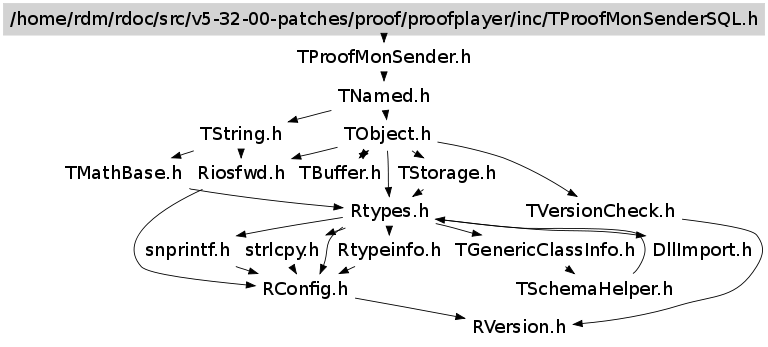 /home/rdm/rdoc/src/v5-32-00-patches/proof/proofplayer/inc/TProofMonSenderSQL.h
TProofMonSender.h
TNamed.h
TString.h
TObject.h
TMathBase.h
Riosfwd.h
TBuffer.h
TStorage.h
Rtypes.h
TVersionCheck.h
snprintf.h
strlcpy.h
Rtypeinfo.h
TGenericClassInfo.h
DllImport.h
RConfig.h
TSchemaHelper.h
RVersion.h